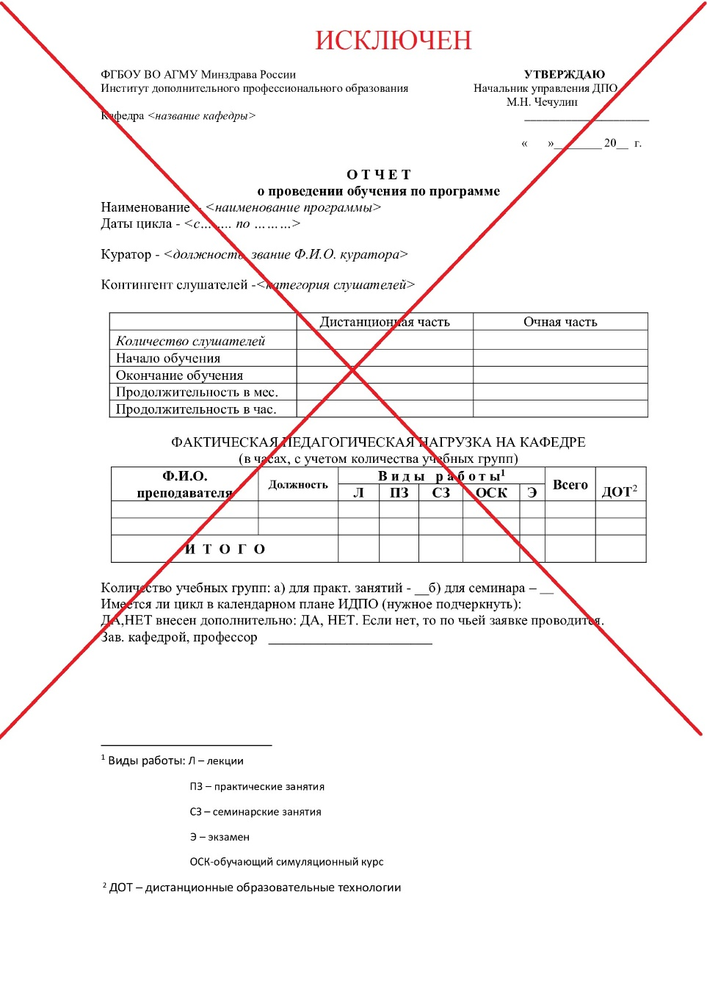 ИСКЛЮЧЕН
ФГБОУ ВО АГМУ Минздрава России
Институт дополнительного профессионального образования
Кафедра <название кафедры>
УТВЕРЖДАЮ
Начальник управления ДПО
М.Н. Чечулин
____________________
«      »________ 20__  г.
О Т Ч Е Т
о проведении обучения по программе
Наименование - <наименование программы>
Даты цикла - <с…….. по ………>
Куратор - <должность, звание Ф.И.О. куратора>
Контингент слушателей -<категория слушателей>
Дистанционная часть Очная часть
Количество слушателей
Начало обучения
Окончание обучения
Продолжительность в мес.
Продолжительность в час.
ФАКТИЧЕСКАЯ ПЕДАГОГИЧЕСКАЯ НАГРУЗКА НА КАФЕДРЕ
(в часах, с учетом количества учебных групп)
Ф.И.О. преподавателя Должность В и д ы  р а б о т ы1 Всего ДОТ2
Л ПЗ СЗ ОСК Э
И Т О Г О
Количество учебных групп: а) для практ. занятий - __б) для семинара – __
Имеется ли цикл в календарном плане ИДПО (нужное подчеркнуть):
ДА,НЕТ внесен дополнительно: ДА, НЕТ. Если нет, то по чьей заявке проводится.
Зав. кафедрой, профессор ________________________
1 Виды работы: Л – лекции
ПЗ – практические занятия
СЗ – семинарские занятия
Э – экзамен
ОСК-обучающий симуляционный курс
2 ДОТ – дистанционные образовательные технологии